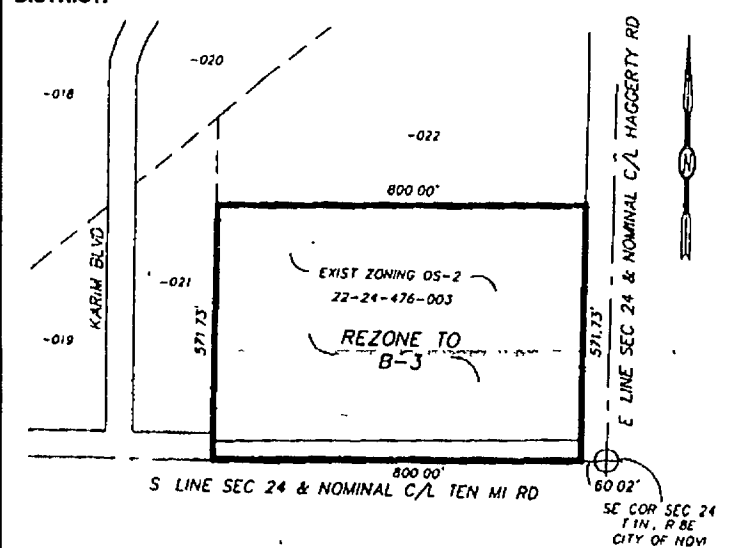 DISTRICT.
-020
-018
-022
800 00'
EXIST ZONING OS-2
22-24-476-003
REZONE TO
B-3
KARIM BLVD
-021
-019
571 73'
571.73'
E LINE SEC 24 & NOMINAL C/L HAGGERTY RD
N
800 00'
60 02'
S LINE SEC 24 & NOMINAL C/L TEN MI RD
SE COR SEC 24
T 1N, R 8E
CITY OF NOVI